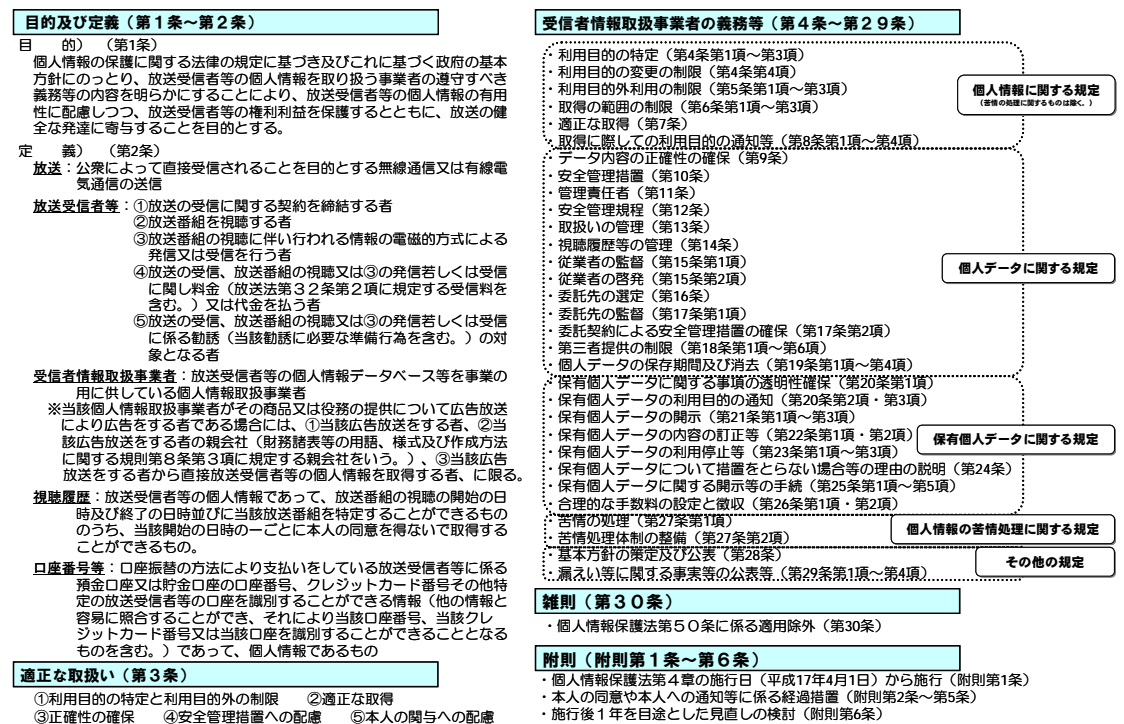 目的及び定義（第１条～第２条）
目　　的）　（第1条）
個人情報の保護に関する法律の規定に基づき及びこれに基づく政府の基本
方針にのっとり、放送受信者等の個人情報を取り扱う事業者の遵守すべき
義務等の内容を明らかにすることにより、放送受信者等の個人情報の有用
性に配慮しつつ、放送受信者等の権利利益を保護するとともに、放送の健
全な発達に寄与することを目的とする。
定　　義）　（第2条）
放送：公衆によって直接受信されることを目的とする無線通信又は有線電
気通信の送信
放送受信者等：①放送の受信に関する契約を締結する者
②放送番組を視聴する者
③放送番組の視聴に伴い行われる情報の電磁的方式による
発信又は受信を行う者
④放送の受信、放送番組の視聴又は③の発信若しくは受信
に関し料金（放送法第３２条第２項に規定する受信料を
含む。）又は代金を払う者
⑤放送の受信、放送番組の視聴又は③の発信若しくは受信
に係る勧誘（当該勧誘に必要な準備行為を含む。）の対
象となる者
受信者情報取扱事業者：放送受信者等の個人情報データベース等を事業の
用に供している個人情報取扱事業者
※当該個人情報取扱事業者がその商品又は役務の提供について広告放送
により広告をする者である場合には、①当該広告放送をする者、②当
該広告放送をする者の親会社（財務諸表等の用語、様式及び作成方法
に関する規則第８条第３項に規定する親会社をいう。）、③当該広告
放送をする者から直接放送受信者等の個人情報を取得する者、に限る。
視聴履歴：放送受信者等の個人情報であって、放送番組の視聴の開始の日
時及び終了の日時並びに当該放送番組を特定することができるもの
のうち、当該開始の日時の一ごとに本人の同意を得ないで取得する
ことができるもの。
口座番号等：口座振替の方法により支払いをしている放送受信者等に係る
預金口座又は貯金口座の口座番号、クレジットカード番号その他特
定の放送受信者等の口座を識別することができる情報（他の情報と
容易に照合することができ、それにより当該口座番号、当該クレ
ジットカード番号又は当該口座を識別することができることとなる
ものを含む。）であって、個人情報であるもの
適正な取扱い（第３条）
①利用目的の特定と利用目的外の制限　　②適正な取得
③正確性の確保　　④安全管理措置への配慮　　⑤本人の関与への配慮
受信者情報取扱事業者の義務等（第４条～第２９条）
・利用目的の特定（第4条第1項～第3項）
・利用目的の変更の制限（第4条第4項）
・利用目的外利用の制限（第5条第1項～第3項）
・取得の範囲の制限（第6条第1項～第3項）
・適正な取得（第7条）
・取得に際しての利用目的の通知等（第8条第1項～第4項）
個人情報に関する規定
（苦情の処理に関するものは除く。）
・データ内容の正確性の確保（第9条）
・安全管理措置（第10条）
・管理責任者（第11条）
・安全管理規程（第12条）
・取扱いの管理（第13条）
・視聴履歴等の管理（第14条）
・従業者の監督（第15条第1項）
・従業者の啓発（第15条第2項）
・委託先の選定（第16条）
・委託先の監督（第17条第1項）
・委託契約による安全管理措置の確保（第17条第2項）
・第三者提供の制限（第18条第1項～第6項）
・個人データの保存期間及び消去（第19条第1項～第4項）
個人データに関する規定
・保有個人データに関する事項の透明性確保（第20条第1項）
・保有個人データの利用目的の通知（第20条第2項・第3項）
・保有個人データの開示（第21条第1項～第3項）
・保有個人データの内容の訂正等（第22条第1項・第2項）
・保有個人データの利用停止等（第23条第1項～第3項）
・保有個人データについて措置をとらない場合等の理由の説明（第24条）
・保有個人データに関する開示等の手続（第25条第1項～第5項）
・合理的な手数料の設定と徴収（第26条第1項・第2項）
保有個人データに関する規定
・苦情の処理（第27条第1項）
・苦情処理体制の整備（第27条第2項）
個人情報の苦情処理に関する規定
・基本方針の策定及び公表（第28条）
・漏えい等に関する事実等の公表等（第29条第1項～第4項）
その他の規定
雑則（第３０条）
・個人情報保護法第５０条に係る適用除外（第30条）
附則（附則第１条～第６条）
・個人情報保護法第４章の施行日（平成17年4月1日）から施行（附則第1条）
・本人の同意や本人への通知等に係る経過措置（附則第2条～第5条）
・施行後１年を目途とした見直しの検討（附則第6条）